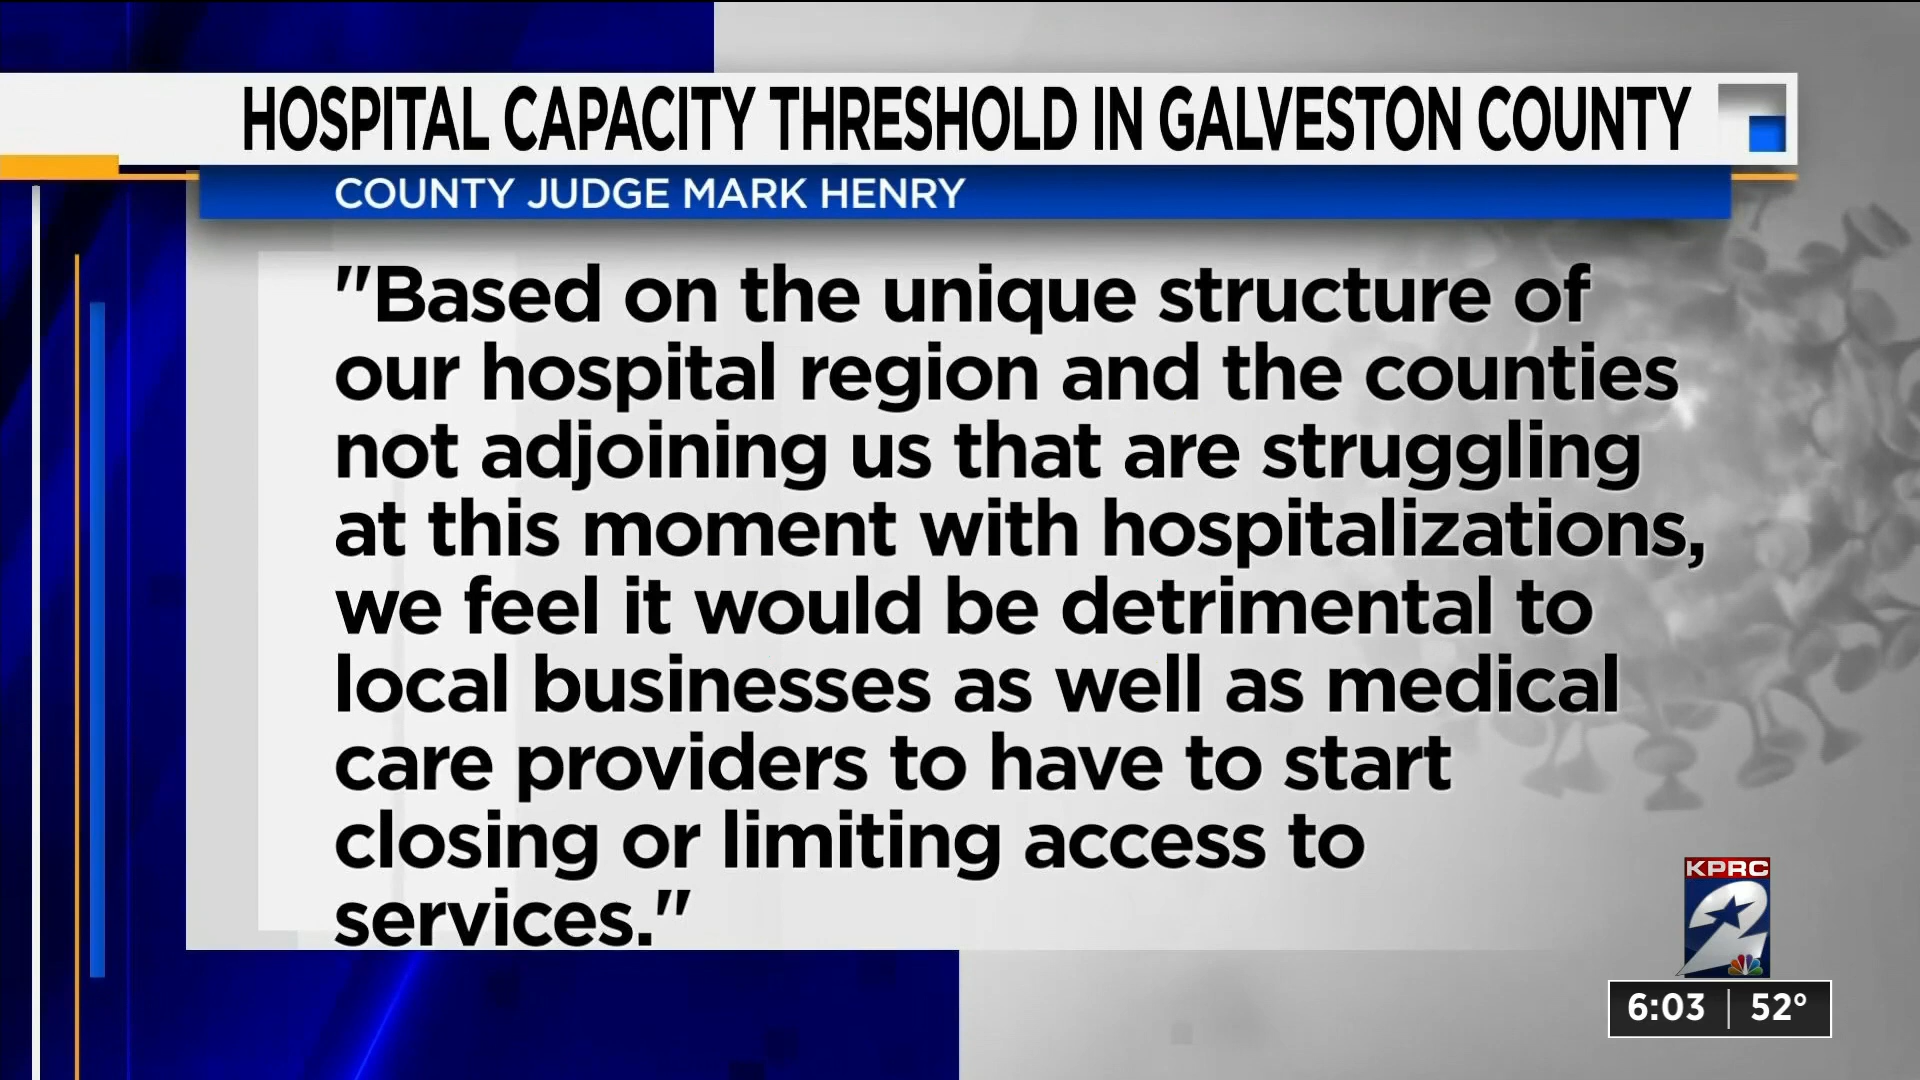 HOSPITAL CAPACITY THRESHOLD IN GALVESTON COUNTY
COUNTY JUDGE MARK HENRY
"Based on the unique structure of
our hospital region and the counties
not adjoining us that are struggling
at this moment with hospitalizations,
we feel it would be detrimental to
local businesses as well as medical
care providers to have to start
closing or limiting access to
services."
KPRC
2
6:03 | 52°